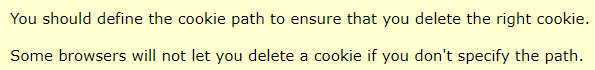 You should define the cookie path to ensure that you delete the right cookie.
Some browsers will not let you delete a cookie if you don't specify the path.